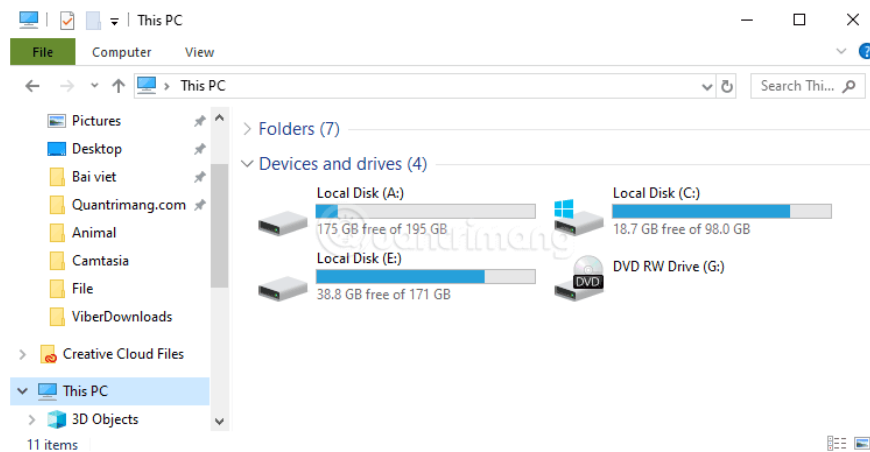 This PC
File Computer View
This PC
Search Thi...
Pictures
Desktop
Bai viet
Quantrimang.com
Animal
Camtasia
File
ViberDownloads
Creative Cloud Files
This PC
3D Objects
Folders (7)
Devices and drives (4)
Local Disk (A:)
175 GB free of 195 GB
Local Disk (C:)
18.7 GB free of 98.0 GB
Local Disk (E:)
38.8 GB free of 171 GB
DVD RW Drive (G:)
DVD
uantrimang
11 items